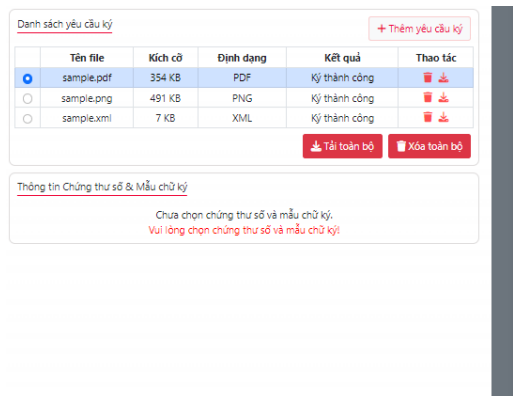 Danh sách yêu cầu ký
+ Thêm yêu cầu ký
Tên file Kích cỡ Định dạng Kết quả Thao tác
sample.pdf 354 KB PDF Ký thành công
sample.png 491 KB PNG Ký thành công
sample.xml 7 KB XML Ký thành công
Tải toàn bộ Xóa toàn bộ
Thông tin Chứng thư số & Mẫu chữ ký
Chưa chọn chứng thư số và mẫu chữ ký.
Vui lòng chọn chứng thư số và mẫu chữ ký!